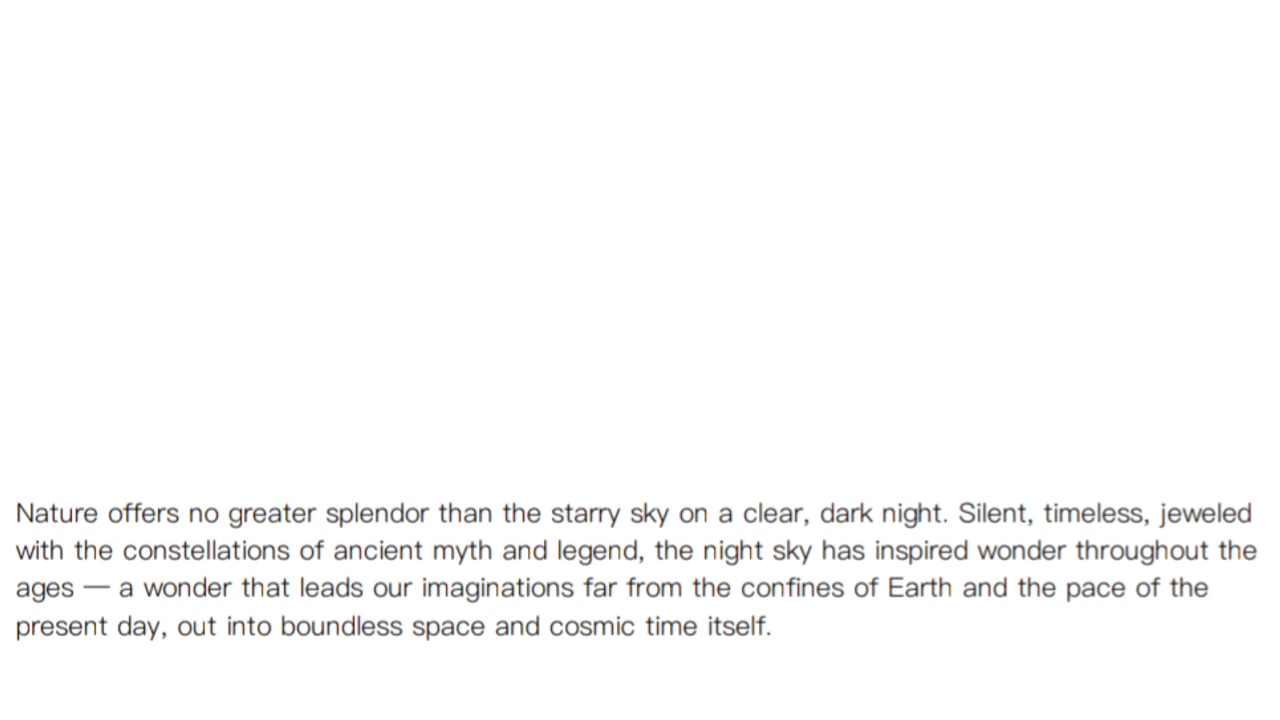 Nature offers no greater splendor than the starry sky on a clear, dark night. Silent, timeless, jeweled
with the constellations of ancient myth and legend, the night sky has inspired wonder throughout the
ages — a wonder that leads our imaginations far from the confines of Earth and the pace of the
present day, out into boundless space and cosmic time itself.